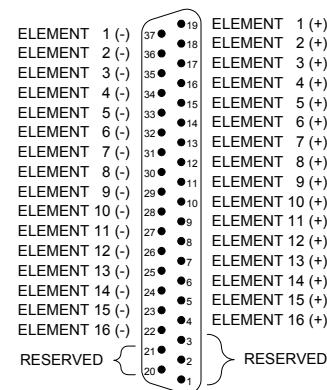 19 ELEMENT 1 (+)
ELEMENT 1 (-) 37
18 ELEMENT 2 (+)
ELEMENT 2 (-) 36
17 ELEMENT 3 (+)
ELEMENT 3 (-) 35
16 ELEMENT 4 (+)
ELEMENT 4 (-) 34
15 ELEMENT 5 (+)
ELEMENT 5 (-) 33
14 ELEMENT 6 (+)
ELEMENT 6 (-) 32
13 ELEMENT 7 (+)
ELEMENT 7 (-) 31
12 ELEMENT 8 (+)
ELEMENT 8 (-) 30
11 ELEMENT 9 (+)
ELEMENT 9 (-) 29
10 ELEMENT 10 (+)
ELEMENT 10 (-) 28
9 ELEMENT 11 (+)
ELEMENT 11 (-) 27
8 ELEMENT 12 (+)
ELEMENT 12 (-) 26
7 ELEMENT 13 (+)
ELEMENT 13 (-) 25
6 ELEMENT 14 (+)
ELEMENT 14 (-) 24
5 ELEMENT 15 (+)
ELEMENT 15 (-) 23
4 ELEMENT 16 (+)
ELEMENT 16 (-) 22
3
21
RESERVED 2 RESERVED
20
1